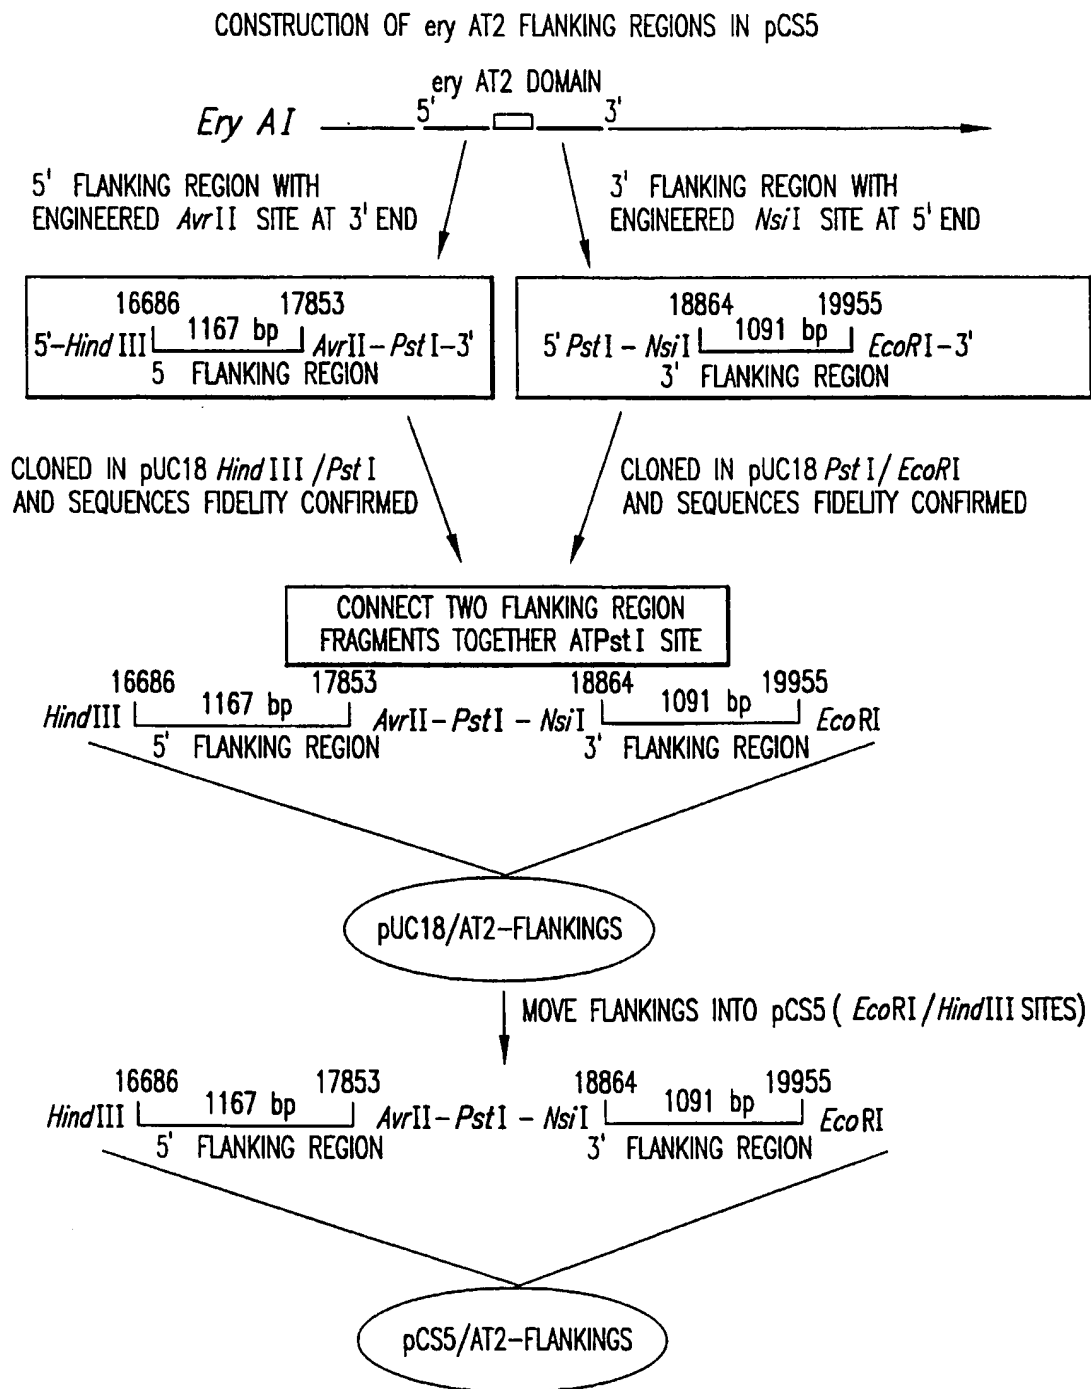 CONSTRUCTION OF ery AT2 FLANKING REGIONS IN pCS5
ery AT2 DOMAIN
5' 3'
Ery AI
5' FLANKING REGION WITH
ENGINEERED AvrII SITE AT 3' END
3' FLANKING REGION WITH
ENGINEERED NsiI SITE AT 5' END
16686 17853
1167 bp
5'-Hind III AvrII-PstI-3'
5 FLANKING REGION
18864 19955
1091 bp
5' PstI - NsiI EcoRI-3'
3' FLANKING REGION
CLONED IN pUC18 Hind III/PstI
AND SEQUENCES FIDELITY CONFIRMED
CLONED IN pUC18 PstI/EcoRI
AND SEQUENCES FIDELITY CONFIRMED
CONNECT TWO FLANKING REGION
FRAGMENTS TOGETHER ATPstI SITE
16686 17853 18864 19955
1167 bp 1091 bp
HindIII AvrII-PstI - NsiI EcoRI
5' FLANKING REGION 3' FLANKING REGION
pUC18/AT2-FLANKINGS
MOVE FLANKINGS INTO pCS5 ( EcoRI/HindIII SITES)
16686 17853 18864 19955
1167 bp 1091 bp
HindIII AvrII-PstI - NsiI EcoRI
5' FLANKING REGION 3' FLANKING REGION
pCS5/AT2-FLANKINGS